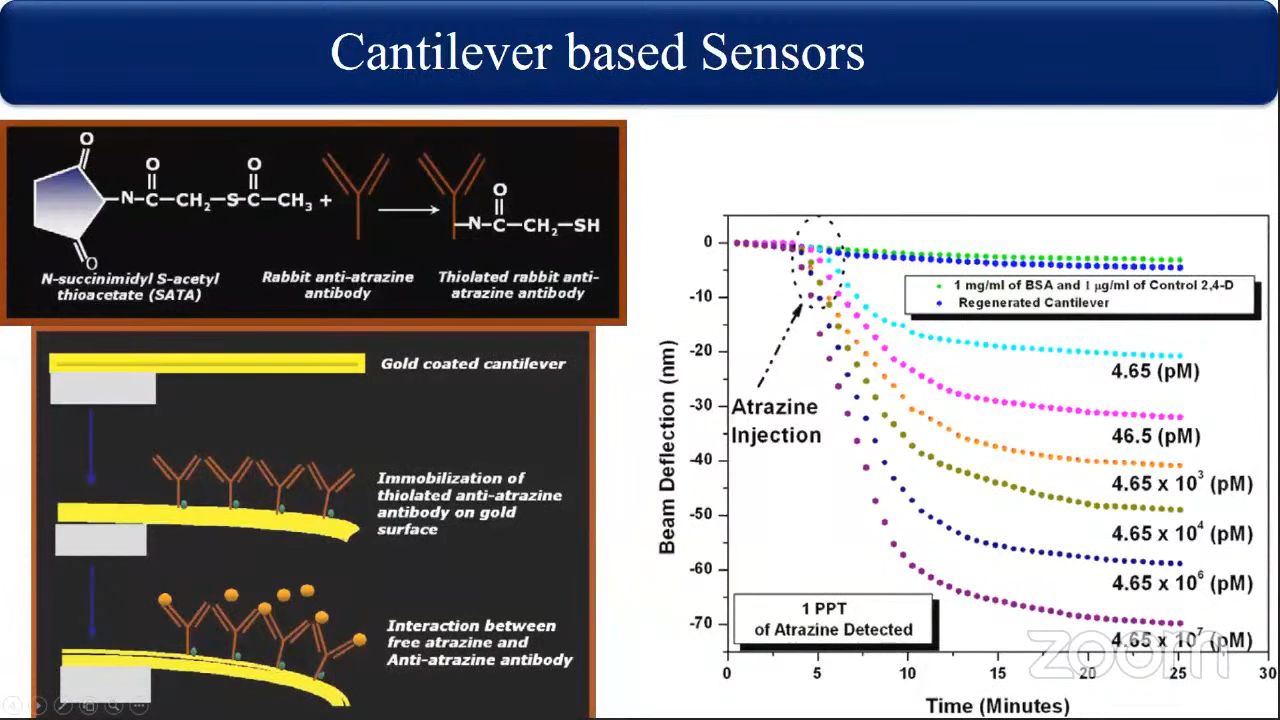 Cantilever based Sensors
O
O
O
O
N–C–CH2–S–C–CH3 +
N–C–CH2–SH
O
N-succinimidyl S-acetyl
thioacetate (SATA)
Rabbit anti-atrazine
antibody
Thiolated rabbit anti-
atrazine antibody
Gold coated cantilever
Immobilization of
thiolated anti-atrazine
antibody on gold
surface
Interaction between
free atrazine and
Anti-atrazine antibody
Beam Deflection (nm)
0
-10
-20
-30
-40
-50
-60
-70
1 mg/ml of BSA and 1 µg/ml of Control 2,4-D
Regenerated Cantilever
Atrazine
Injection
4.65 (pM)
46.5 (pM)
4.65 x 10³ (pM)
4.65 x 10⁴ (pM)
4.65 x 10⁶ (pM)
4.65 x 10⁷ (pM)
1 PPT
of Atrazine Detected
zoom
0 5 10 15 20 25 30
Time (Minutes)